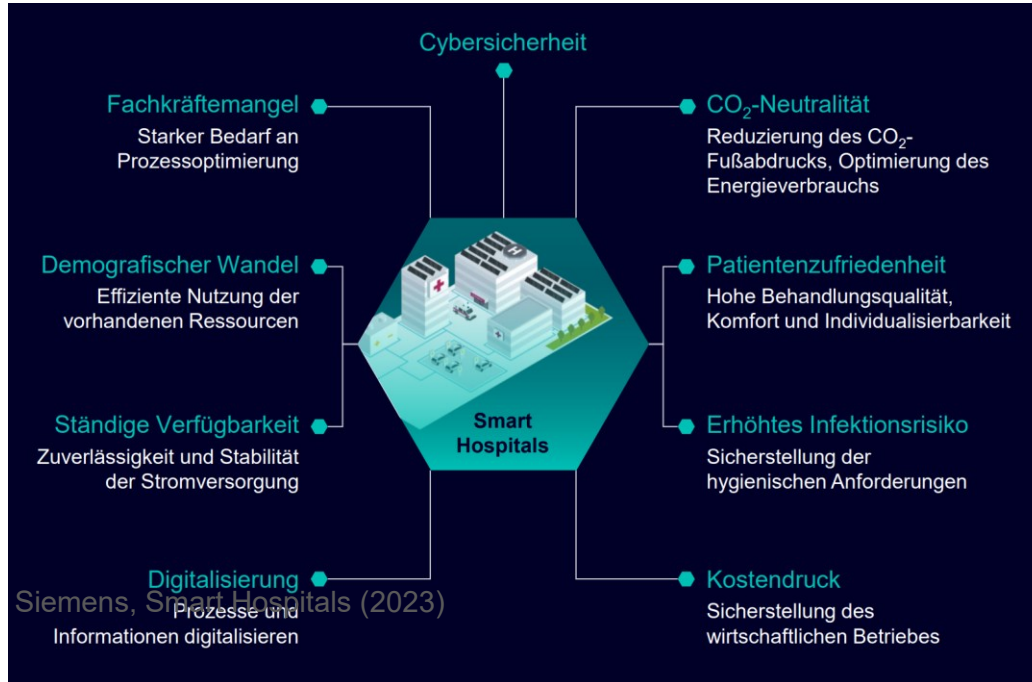 Cybersicherheit
Fachkräftemangel
Starker Bedarf an
Prozessoptimierung
Demografischer Wandel
Effiziente Nutzung der
vorhandenen Ressourcen
Ständige Verfügbarkeit
Zuverlässigkeit und Stabilität
der Stromversorgung
Digitalisierung
Prozesse und
Informationen digitalisieren
Siemens, Smart Hospitals (2023)
H
Smart
Hospitals
CO₂-Neutralität
Reduzierung des CO₂-
Fußabdrucks, Optimierung des
Energieverbrauchs
Patientenzufriedenheit
Hohe Behandlungsqualität,
Komfort und Individualisierbarkeit
Erhöhtes Infektionsrisiko
Sicherstellung der
hygienischen Anforderungen
Kostendruck
Sicherstellung des
wirtschaftlichen Betriebes